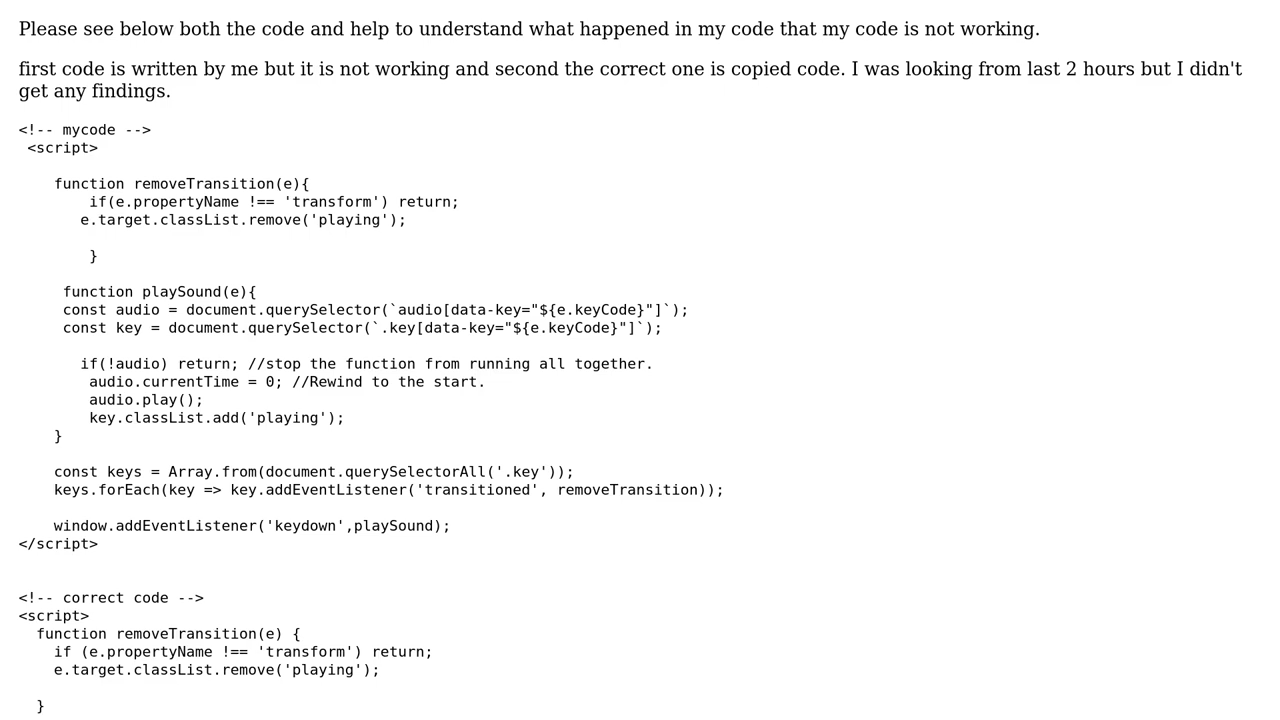 Please see below both the code and help to understand what happened in my code that my code is not working.
first code is written by me but it is not working and second the correct one is copied code. I was looking from last 2 hours but I didn't
get any findings.
<!-- mycode -->
<script>
function removeTransition(e){
if(e.propertyName !== 'transform') return;
e.target.classList.remove('playing');
}
function playSound(e){
const audio = document.querySelector(`audio[data-key="${e.keyCode}"]`);
const key = document.querySelector(`.key[data-key="${e.keyCode}"]`);
if(!audio) return; //stop the function from running all together.
audio.currentTime = 0; //Rewind to the start.
audio.play();
key.classList.add('playing');
}
const keys = Array.from(document.querySelectorAll('.key'));
keys.forEach(key => key.addEventListener('transitioned', removeTransition));
window.addEventListener('keydown',playSound);
</script>
<!-- correct code -->
<script>
function removeTransition(e) {
if (e.propertyName !== 'transform') return;
e.target.classList.remove('playing');
}